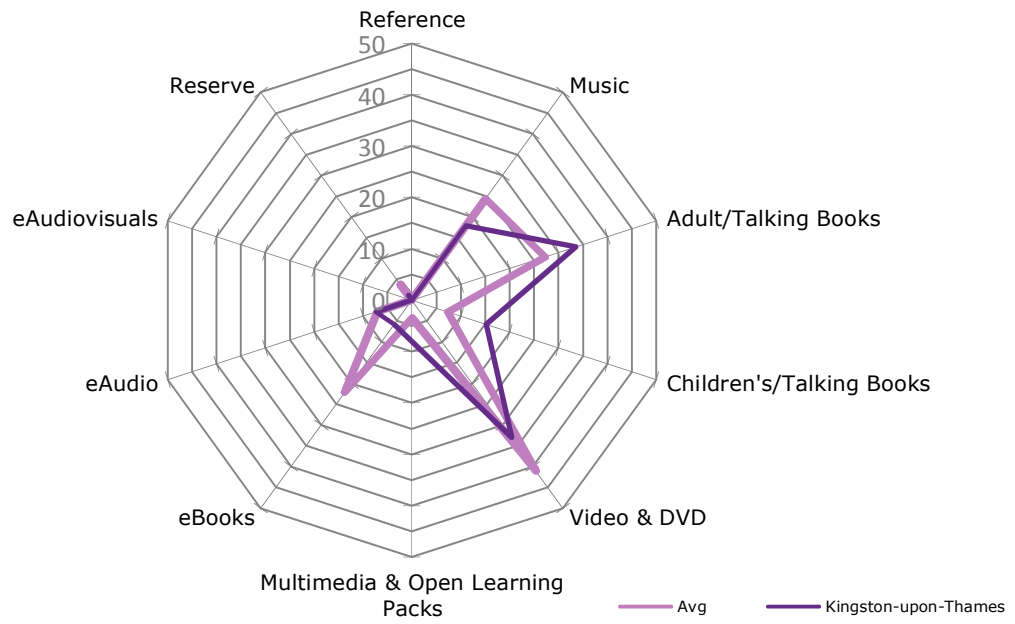 Reference
50
Reserve
Music
40
30
20
eAudiovisuals
Adult/Talking Books
10
0
eAudio
Children's/Talking Books
eBooks
Video & DVD
Multimedia & Open Learning
Packs
Avg
Kingston-upon-Thames